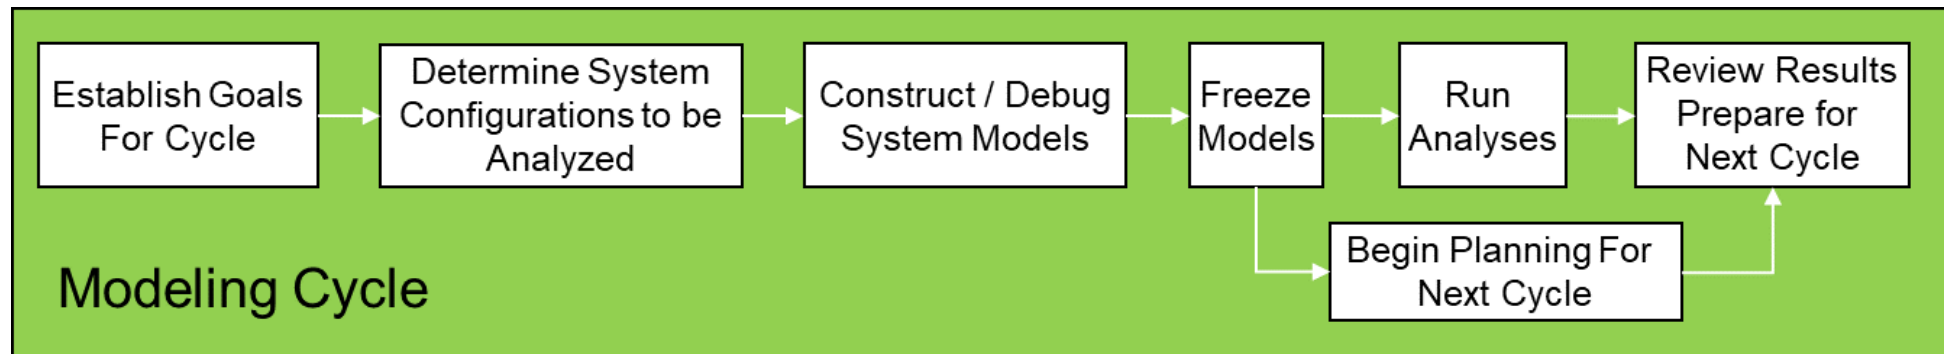 Establish Goals
For Cycle
Determine System
Configurations to be
Analyzed
Construct / Debug
System Models
Freeze
Models
Run
Analyses
Review Results
Prepare for
Next Cycle
Begin Planning For
Next Cycle
Modeling Cycle